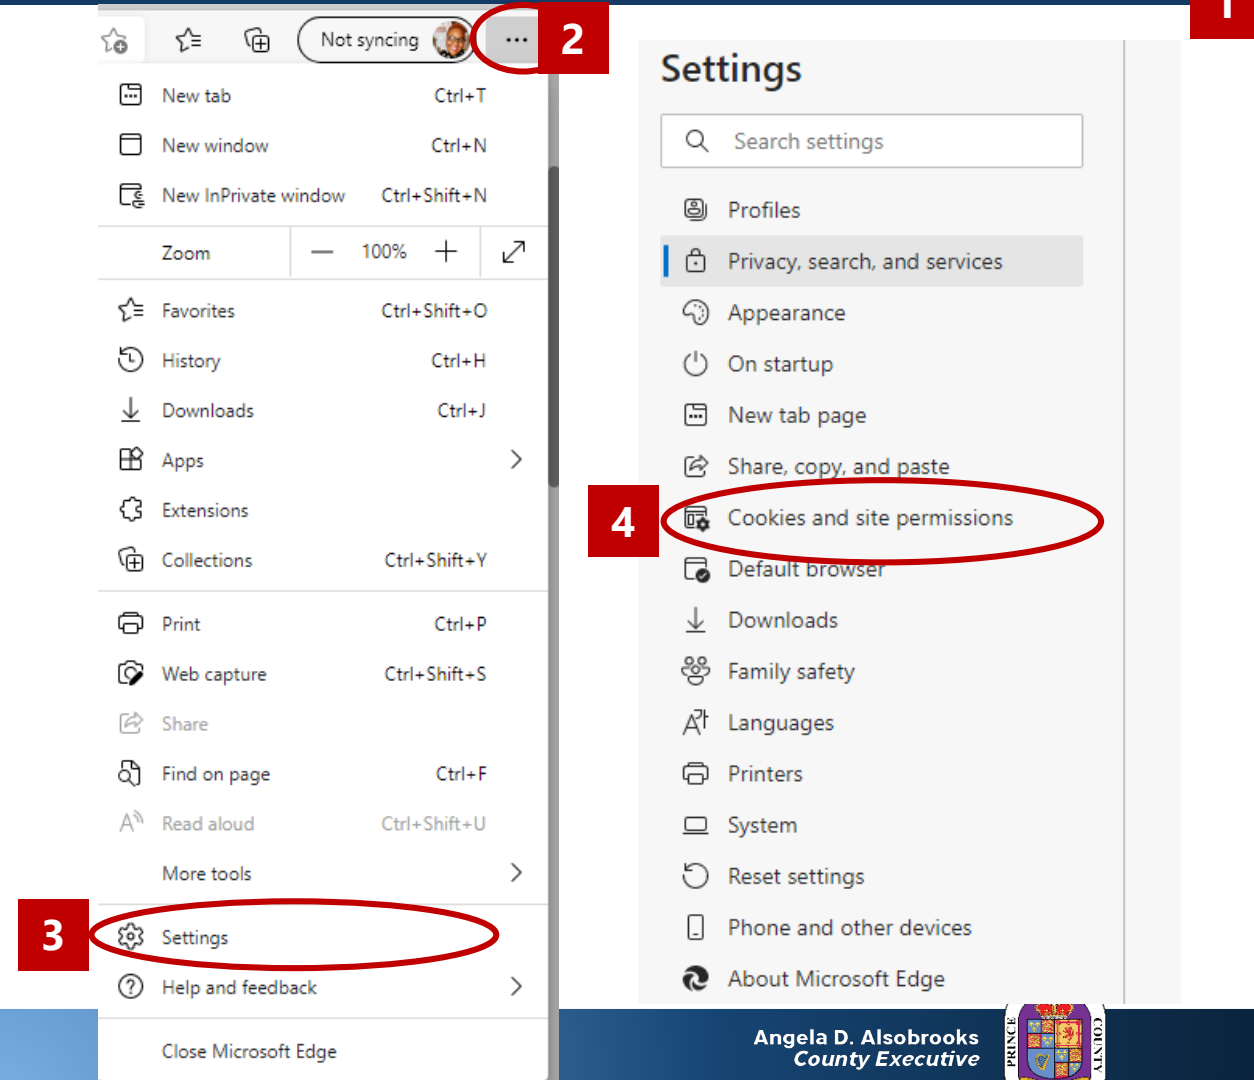 1
2
Not syncing
New tab Ctrl+T
New window Ctrl+N
New InPrivate window Ctrl+Shift+N
Zoom 100%
Favorites Ctrl+Shift+O
History Ctrl+H
Downloads Ctrl+J
Apps
Extensions
Collections Ctrl+Shift+Y
Print Ctrl+P
Web capture Ctrl+Shift+S
Share
Find on page Ctrl+F
Read aloud Ctrl+Shift+U
More tools
3
Settings
Help and feedback
Close Microsoft Edge
Settings
Search settings
Profiles
Privacy, search, and services
Appearance
On startup
New tab page
Share, copy, and paste
4
Cookies and site permissions
Default browser
Downloads
Family safety
Languages
Printers
System
Reset settings
Phone and other devices
About Microsoft Edge
Angela D. Alsobrooks
County Executive
PRINCE
COUNTY